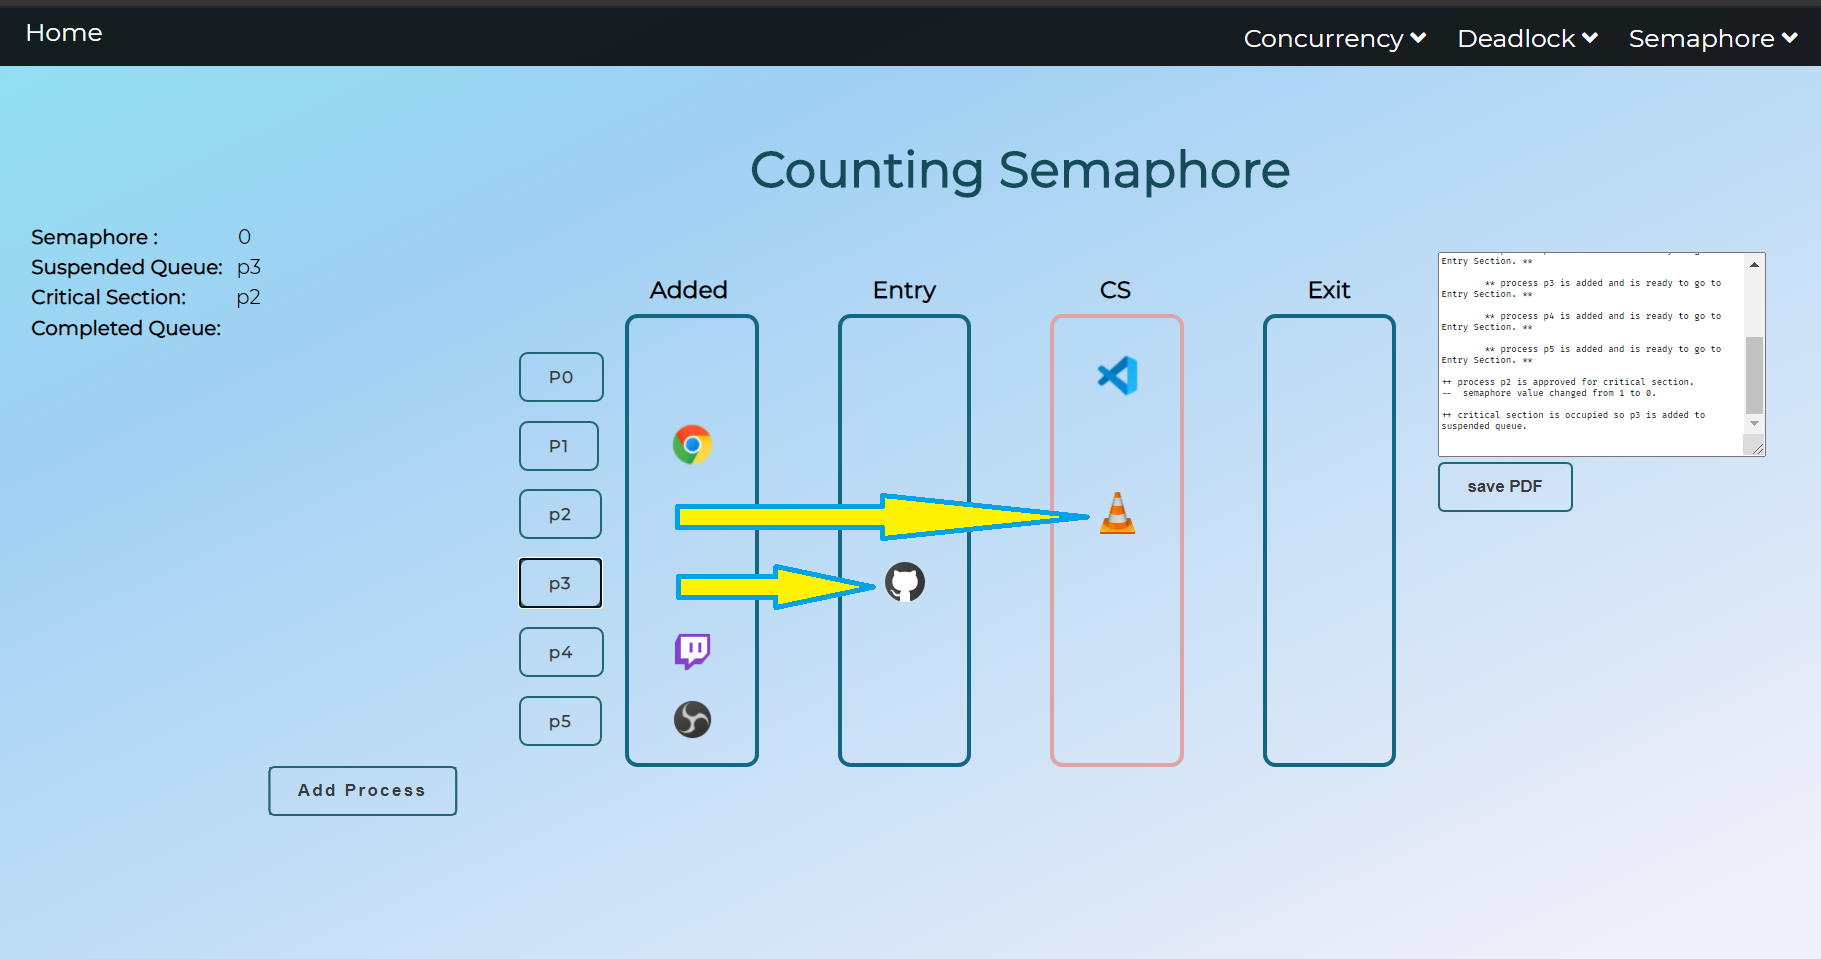 Home
Concurrency
Deadlock
Semaphore
Counting Semaphore
Semaphore : 0
Suspended Queue: p3
Critical Section: p2
Completed Queue:
Added
Entry
CS
Exit
P0
P1
p2
p3
p4
p5
Add Process
Entry Section. **
** process p3 is added and is ready to go to
Entry Section. **
** process p4 is added and is ready to go to
Entry Section. **
** process p5 is added and is ready to go to
Entry Section. **
++ process p2 is approved for critical section.
-- semaphore value changed from 1 to 0.
++ critical section is occupied so p3 is added to
suspended queue.
save PDF